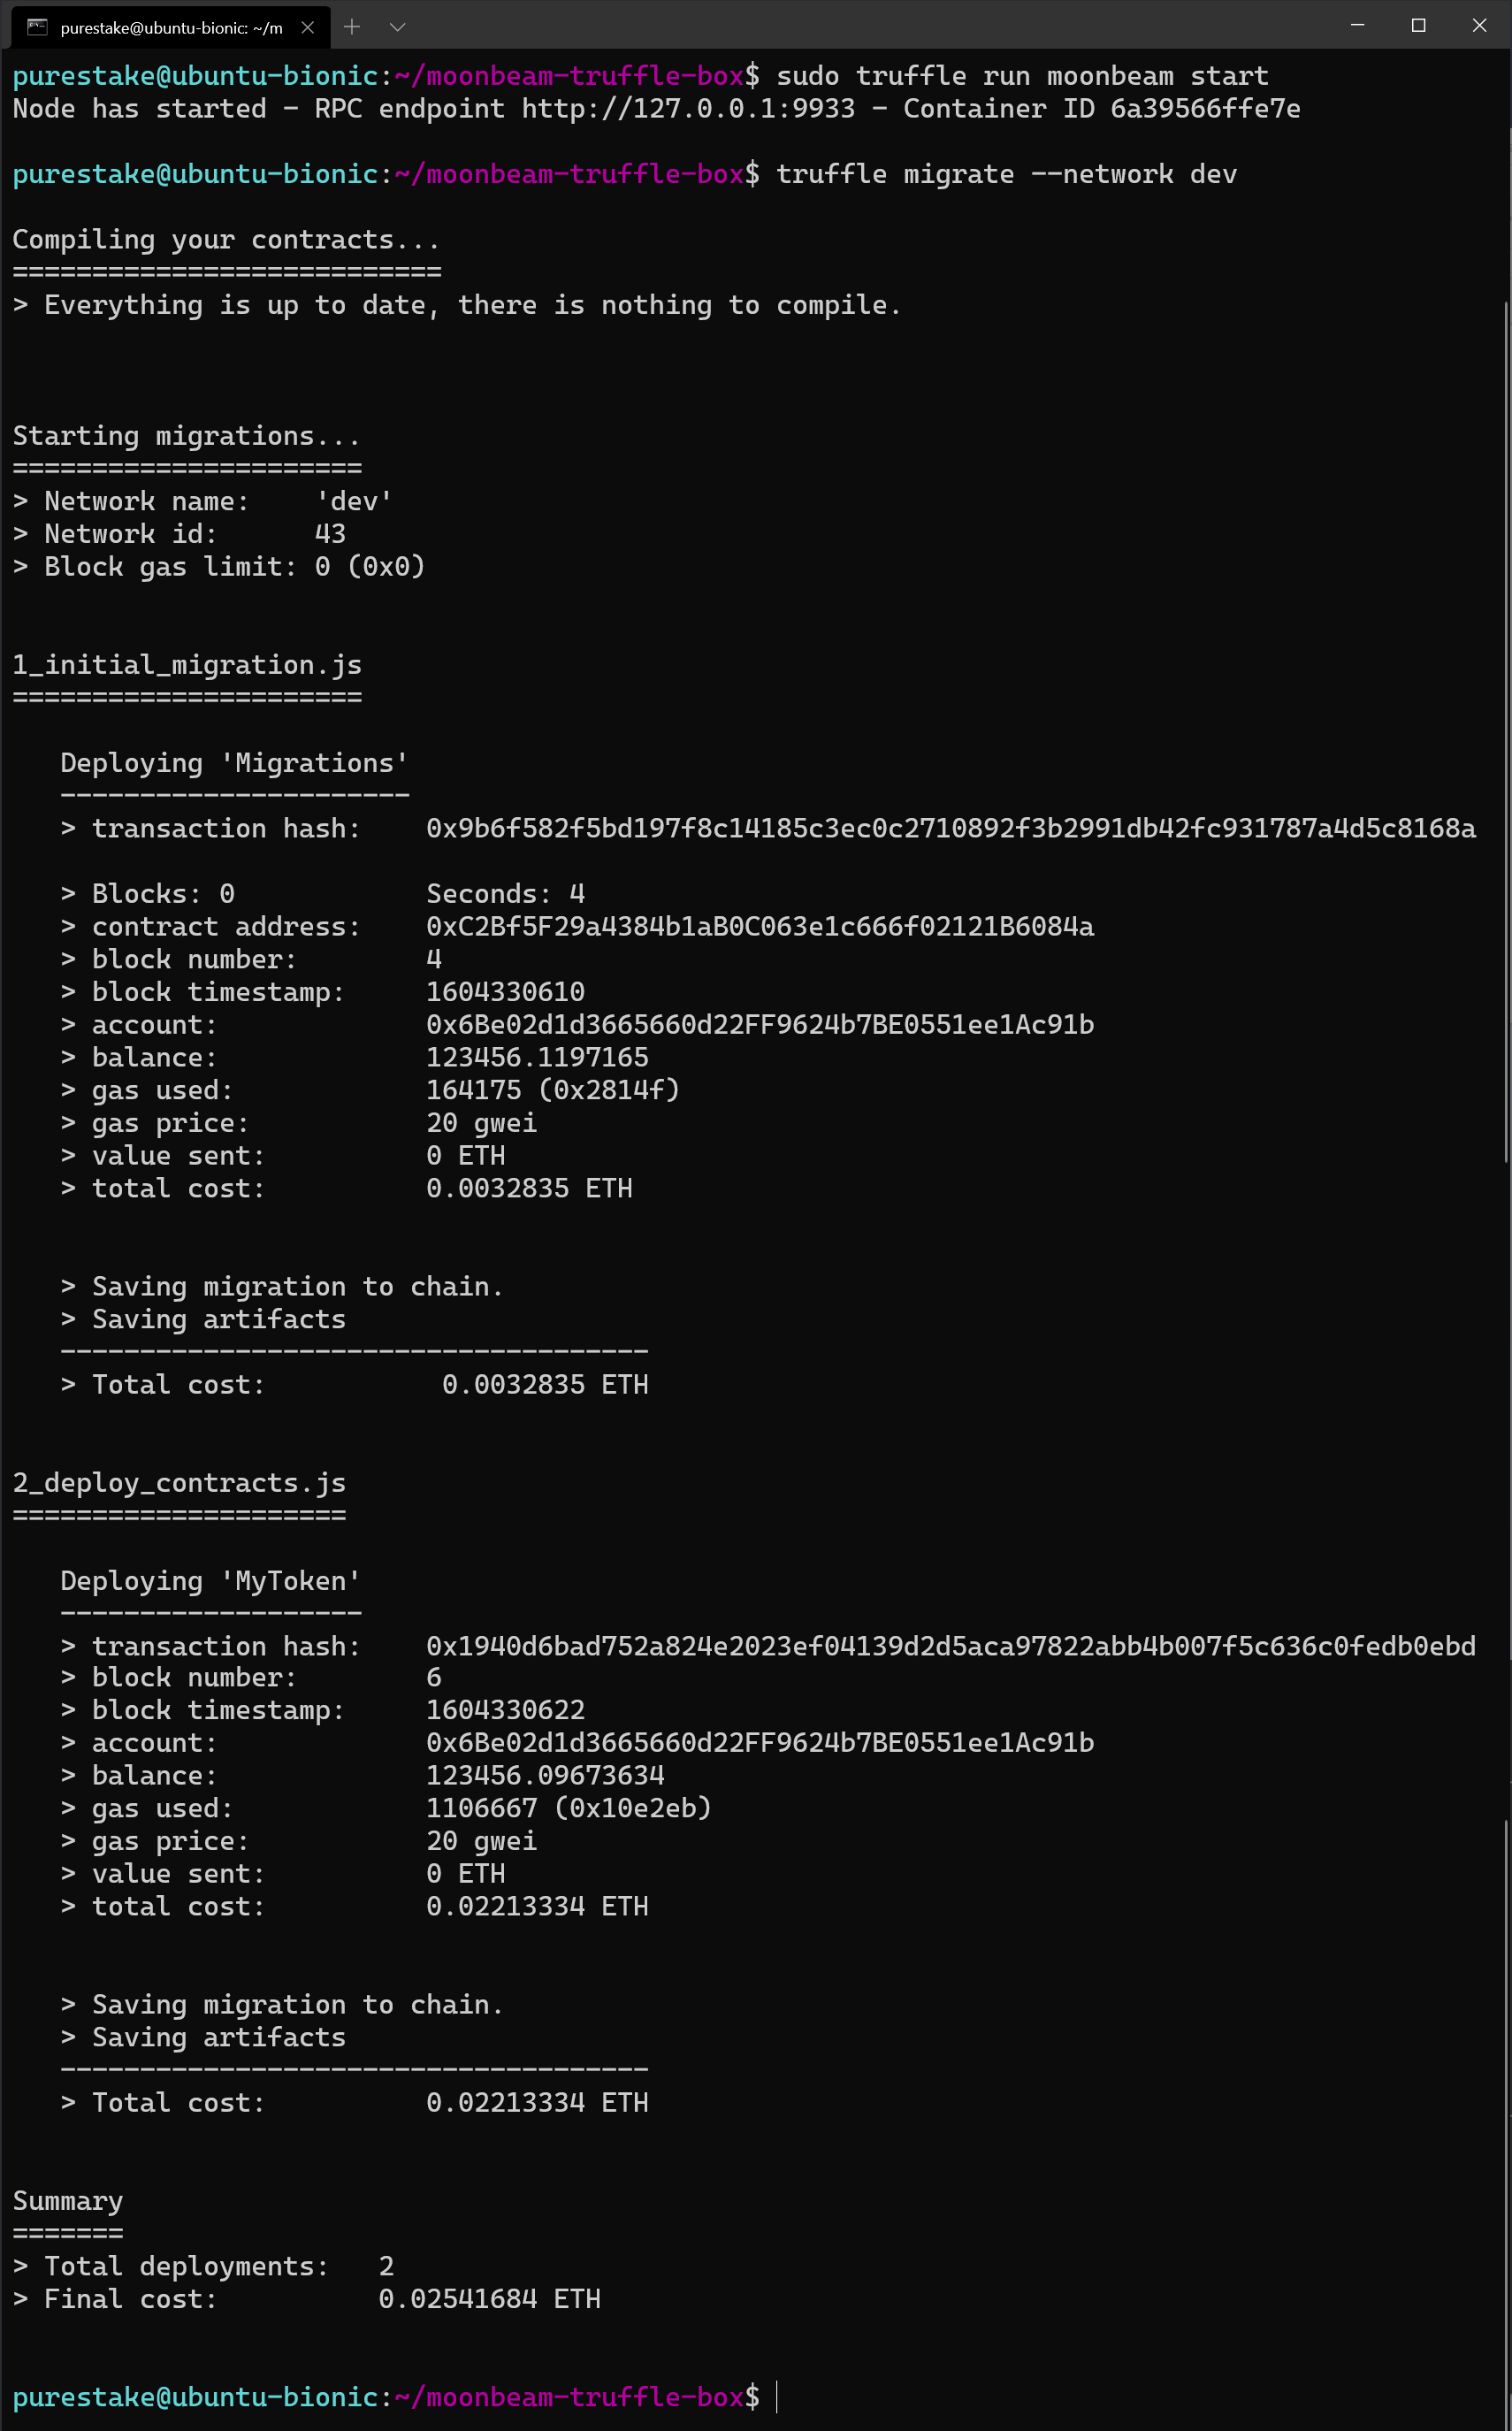 purestake@ubuntu-bionic: ~/m
purestake@ubuntu-bionic:~/moonbeam-truffle-box$ sudo truffle run moonbeam start
Node has started - RPC endpoint http://127.0.0.1:9933 - Container ID 6a39566ffe7e
purestake@ubuntu-bionic:~/moonbeam-truffle-box$ truffle migrate --network dev
Compiling your contracts...
===========================
> Everything is up to date, there is nothing to compile.
Starting migrations...
======================
> Network name:    'dev'
> Network id:      43
> Block gas limit: 0 (0x0)
1_initial_migration.js
======================
Deploying 'Migrations'
----------------------
> transaction hash:    0x9b6f582f5bd197f8c14185c3ec0c2710892f3b2991db42fc931787a4d5c8168a
> Blocks: 0            Seconds: 4
> contract address:    0xC2Bf5F29a4384b1aB0C063e1c666f02121B6084a
> block number:        4
> block timestamp:     1604330610
> account:             0x6Be02d1d3665660d22FF9624b7BE0551ee1Ac91b
> balance:             123456.1197165
> gas used:            164175 (0x2814f)
> gas price:           20 gwei
> value sent:          0 ETH
> total cost:          0.0032835 ETH
> Saving migration to chain.
> Saving artifacts
-------------------------------------
> Total cost:           0.0032835 ETH
2_deploy_contracts.js
=====================
Deploying 'MyToken'
-------------------
> transaction hash:    0x1940d6bad752a824e2023ef04139d2d5aca97822abb4b007f5c636c0fedb0ebd
> block number:        6
> block timestamp:     1604330622
> account:             0x6Be02d1d3665660d22FF9624b7BE0551ee1Ac91b
> balance:             123456.09673634
> gas used:            1106667 (0x10e2eb)
> gas price:           20 gwei
> value sent:          0 ETH
> total cost:          0.02213334 ETH
> Saving migration to chain.
> Saving artifacts
-------------------------------------
> Total cost:          0.02213334 ETH
Summary
=======
> Total deployments:   2
> Final cost:          0.02541684 ETH
purestake@ubuntu-bionic:~/moonbeam-truffle-box$